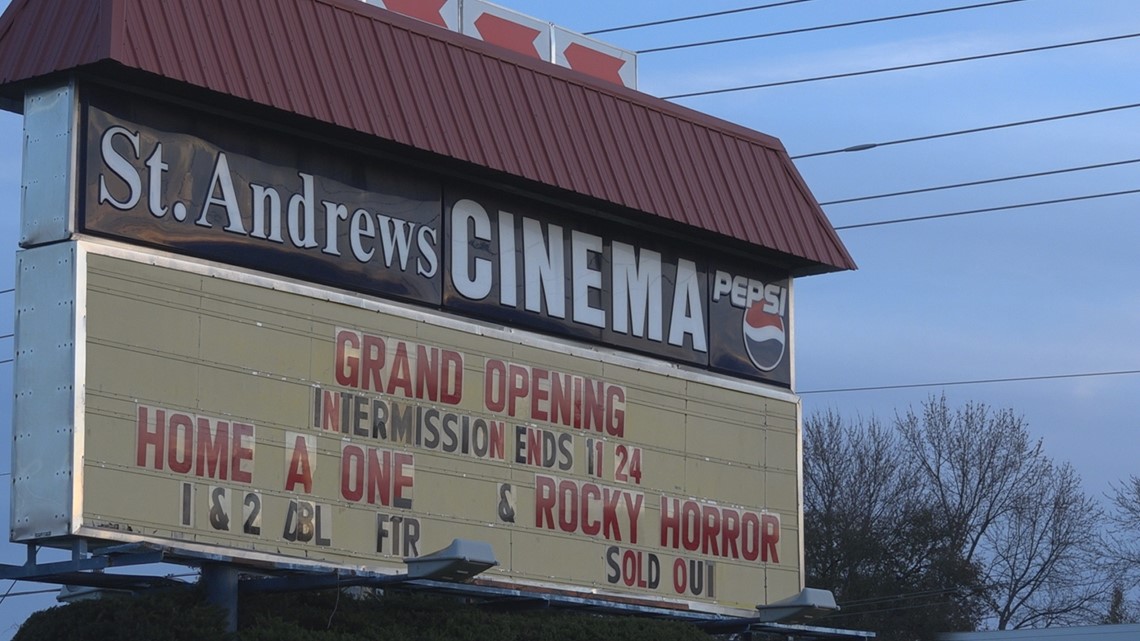 St. Andrews CINEMA PEPSI
GRAND OPENING
INTERMISSION ENDS 11 24
HOME A ONE & ROCKY HORROR
1 & 2 DBL FTR SOLD OUT